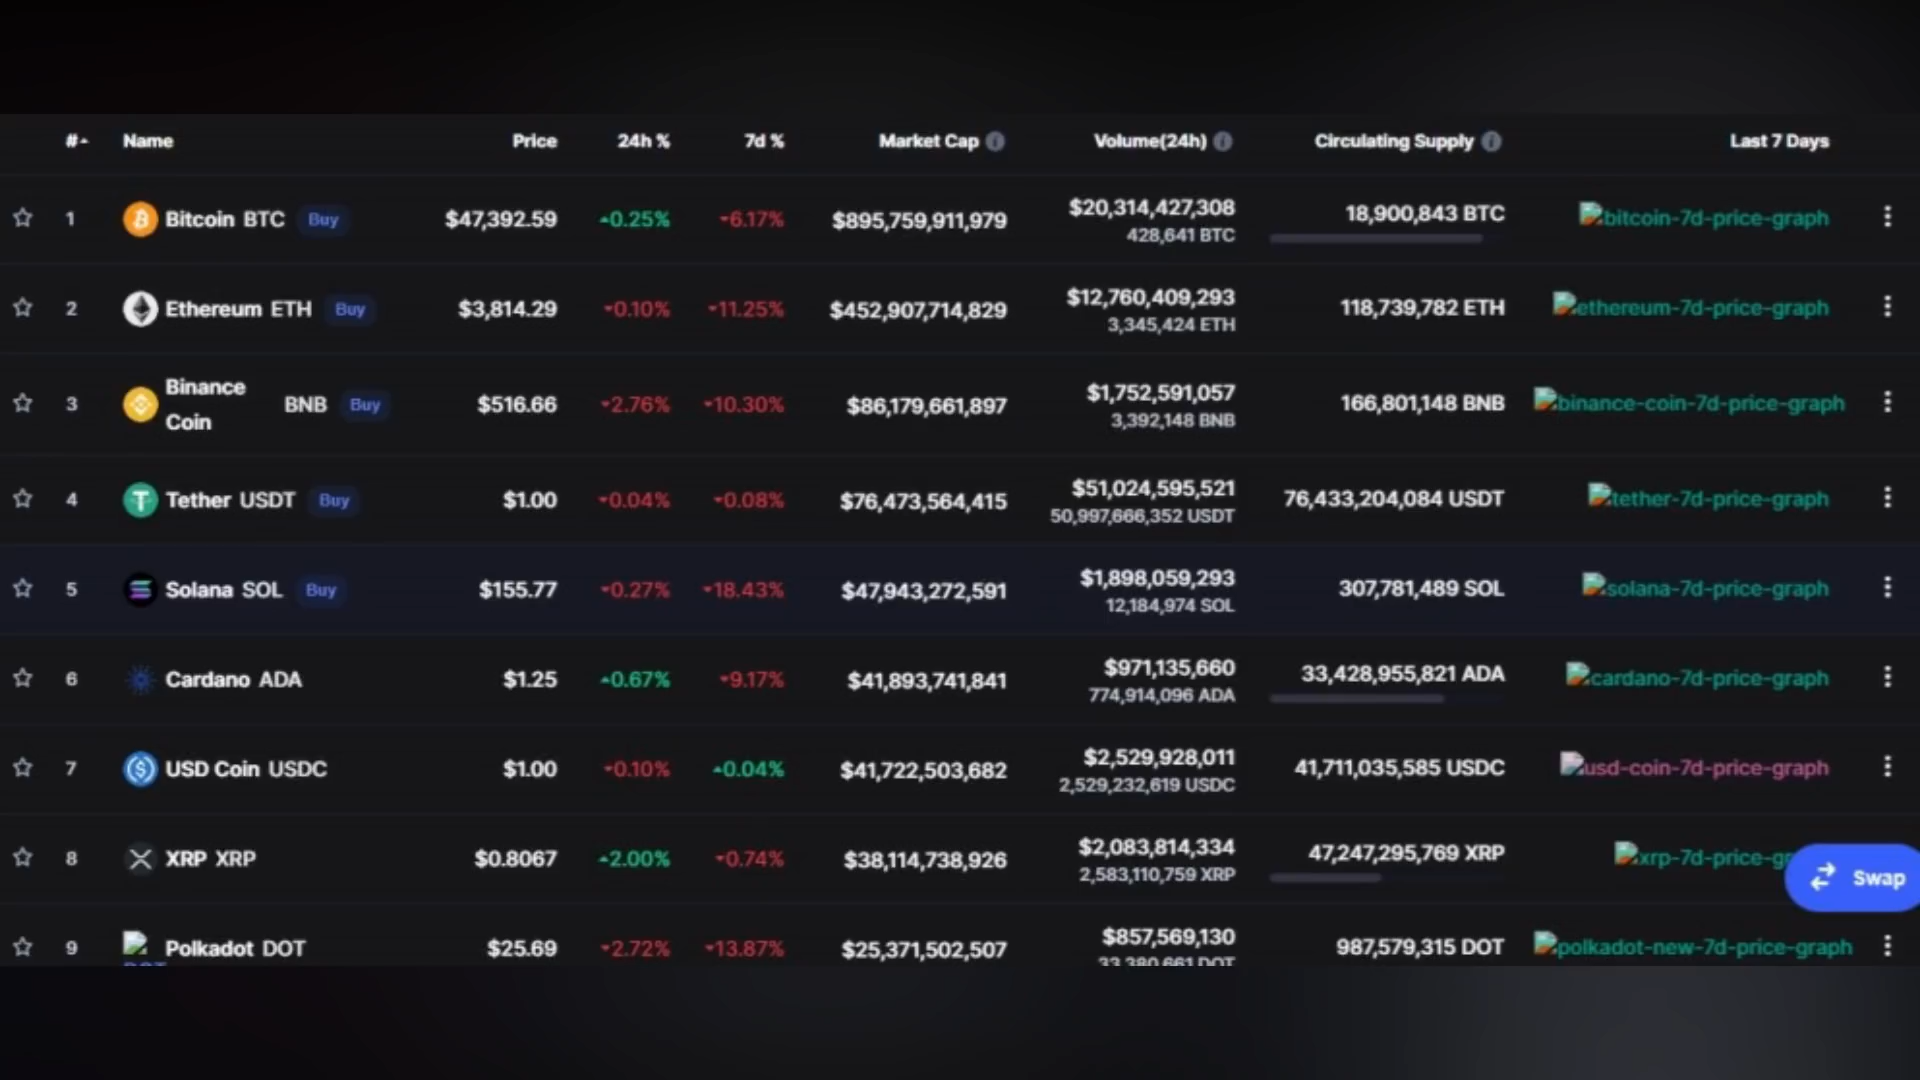 # Name Price 24h % 7d % Market Cap Volume(24h) Circulating Supply Last 7 Days
1 Bitcoin BTC Buy $47,392.59 0.25% 6.17% $895,759,911,979 $20,314,427,308 18,900,843 BTC bitcoin-7d-price-graph
428,641 BTC
2 Ethereum ETH Buy $3,814.29 0.10% 11.25% $452,907,714,829 $12,760,409,293 118,739,782 ETH ethereum-7d-price-graph
3,345,424 ETH
3 Binance Coin BNB Buy $516.66 2.76% 10.30% $86,179,661,897 $1,752,591,057 166,801,148 BNB binance-coin-7d-price-graph
3,392,148 BNB
4 Tether USDT Buy $1.00 0.04% 0.08% $76,473,564,415 $51,024,595,521 76,433,204,084 USDT tether-7d-price-graph
50,997,666,352 USDT
5 Solana SOL Buy $155.77 0.27% 18.43% $47,943,272,591 $1,898,059,293 307,781,489 SOL solana-7d-price-graph
12,184,974 SOL
6 Cardano ADA $1.25 0.67% 9.17% $41,893,741,841 $971,135,660 33,428,955,821 ADA cardano-7d-price-graph
774,914,096 ADA
7 USD Coin USDC $1.00 0.10% 0.04% $41,722,503,682 $2,529,928,011 41,711,035,585 USDC usd-coin-7d-price-graph
2,529,232,619 USDC
8 XRP XRP $0.8067 2.00% 0.74% $38,114,738,926 $2,083,814,334 47,247,295,769 XRP xrp-7d-price-gr
2,583,110,759 XRP
Swap
9 Polkadot DOT $25.69 2.72% 13.87% $25,371,502,507 $857,569,130 987,579,315 DOT polkadot-new-7d-price-graph
33,380,661 DOT